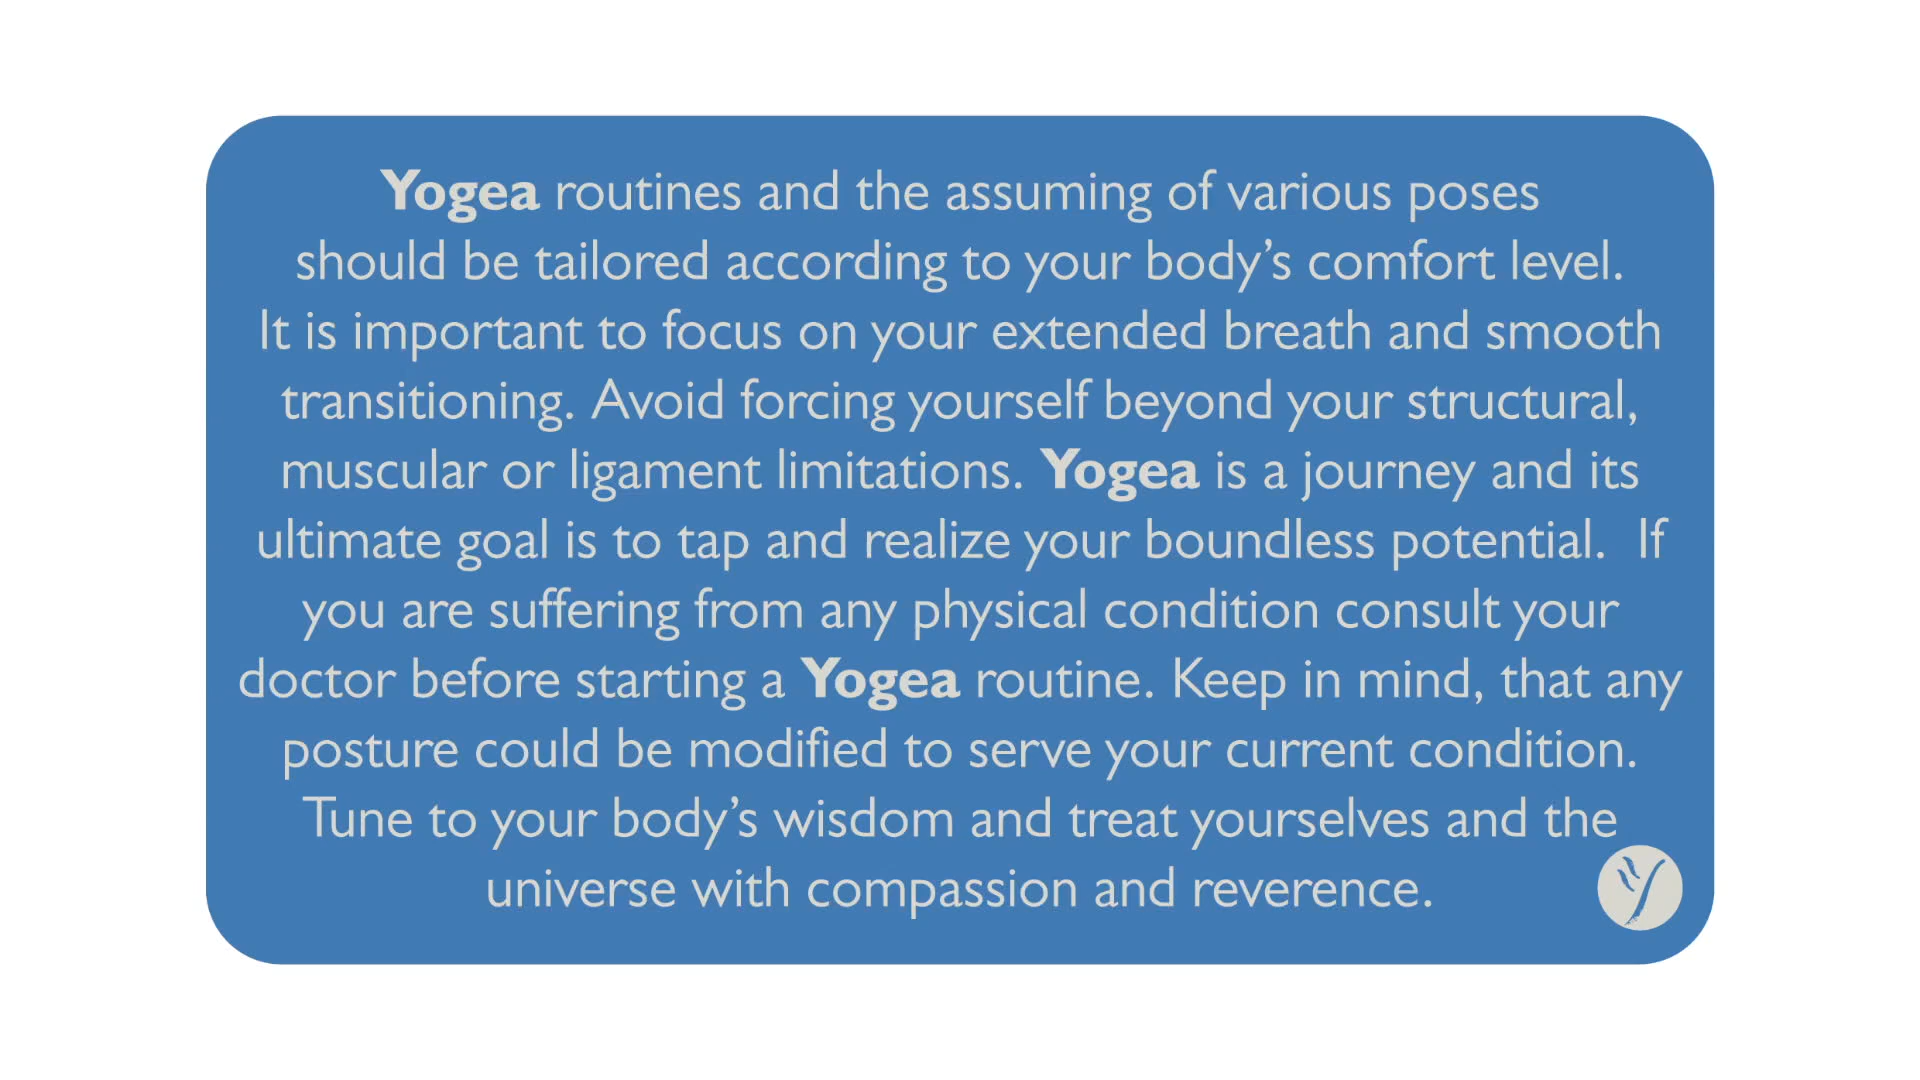 Yogea routines and the assuming of various poses
should be tailored according to your body’s comfort level.
It is important to focus on your extended breath and smooth
transitioning. Avoid forcing yourself beyond your structural,
muscular or ligament limitations. Yogea is a journey and its
ultimate goal is to tap and realize your boundless potential.  If
you are suffering from any physical condition consult your
doctor before starting a Yogea routine. Keep in mind, that any
posture could be modified to serve your current condition.
Tune to your body’s wisdom and treat yourselves and the
universe with compassion and reverence.